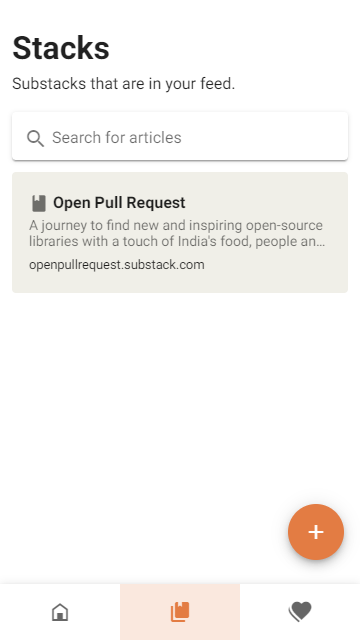 Stacks
Substacks that are in your feed.
Search for articles
Open Pull Request
A journey to find new and inspiring open-source
libraries with a touch of India's food, people an...
openpullrequest.substack.com